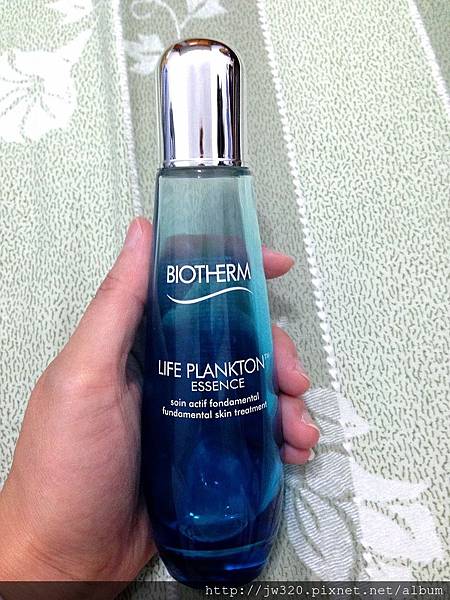 BIOTHERM
LIFE PLANKTON™
ESSENCE
soin actif fondamental
fundamental skin treatment
http://jw320.pixnet.net/album